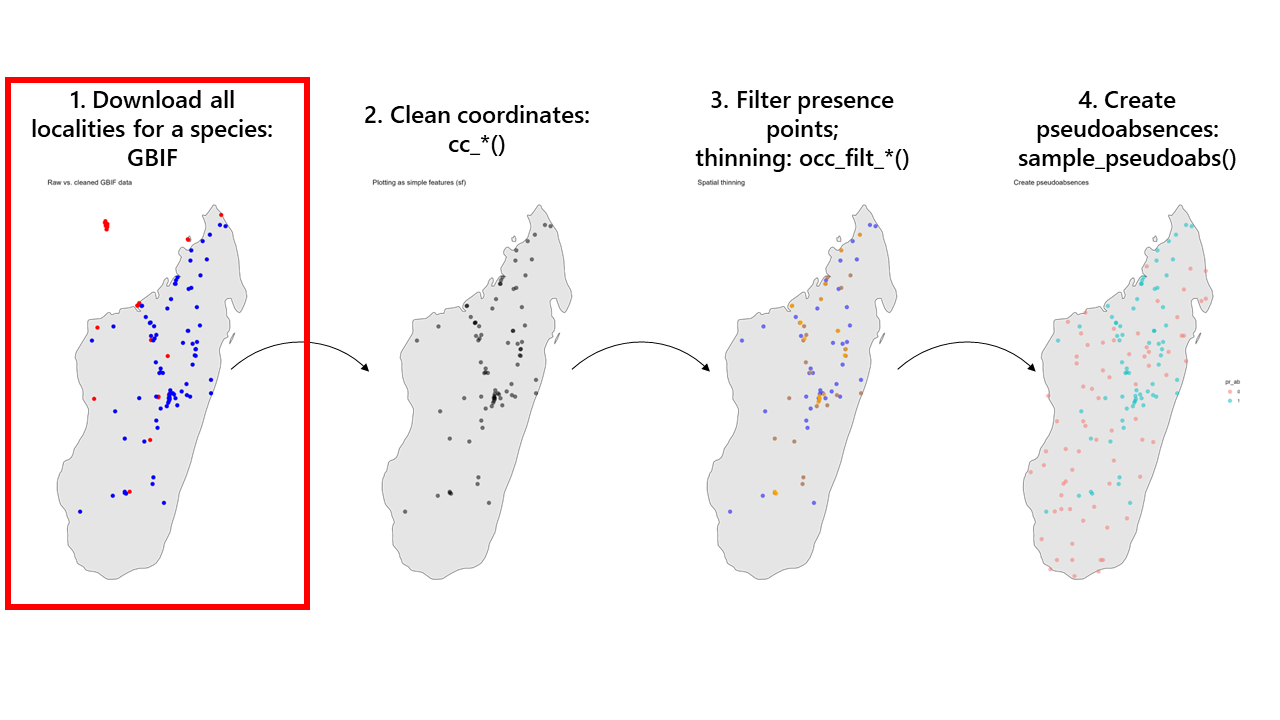 1. Download all
localities for a species:
GBIF
Raw vs. cleaned GBIF data
2. Clean coordinates:
cc_*()
Plotting as simple features (sf)
3. Filter presence
points;
thinning: occ_filt_*()
Spatial thinning
4. Create
pseudoabsences:
sample_pseudoabs()
Create pseudoabsences
pr_ab
0
1